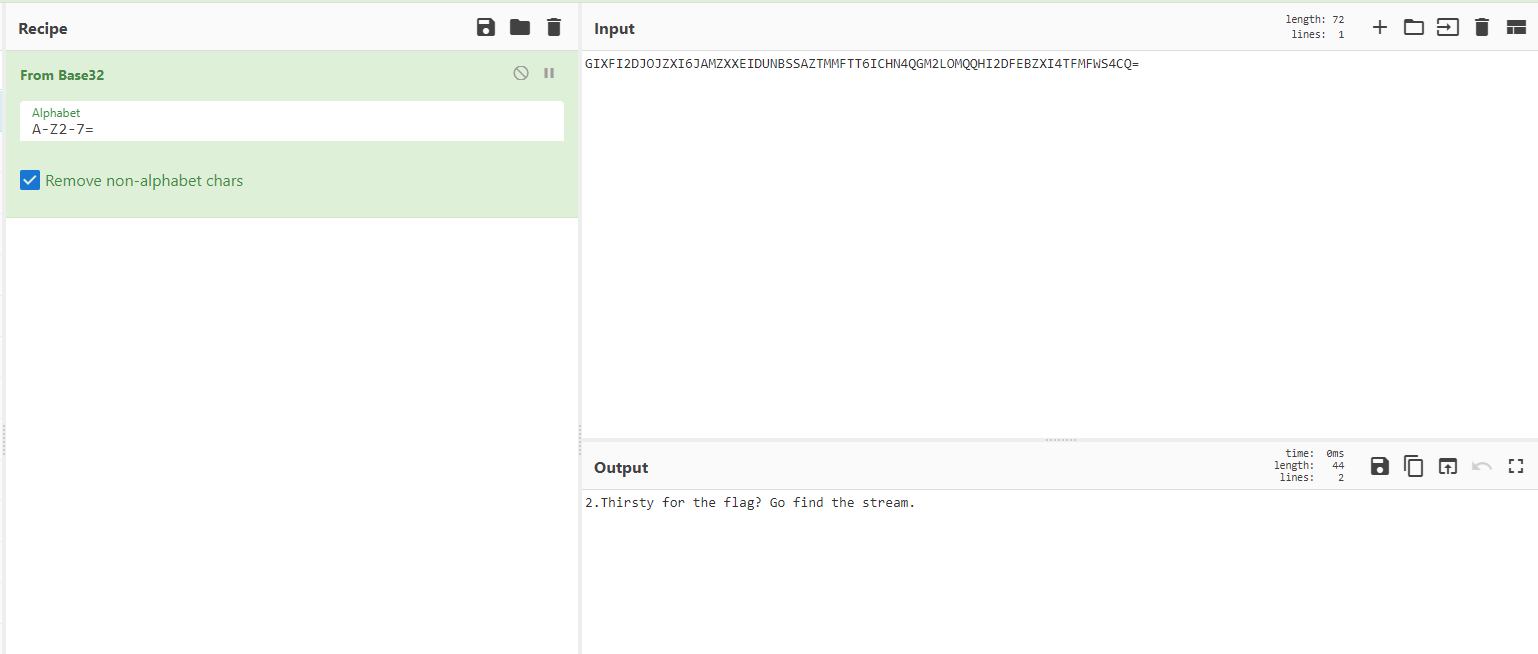 Recipe
From Base32
Alphabet
A-Z2-7=
Remove non-alphabet chars
Input
length: 72
lines: 1
GIXFI2DJOJZXI6JAMZXXEIDUNBSSAZTMMFTT6ICHN4QGM2LOMQQHI2DFEBZXI4TFMFWS4CQ=
Output
time: 0ms
length: 44
lines: 2
2.Thirsty for the flag? Go find the stream.